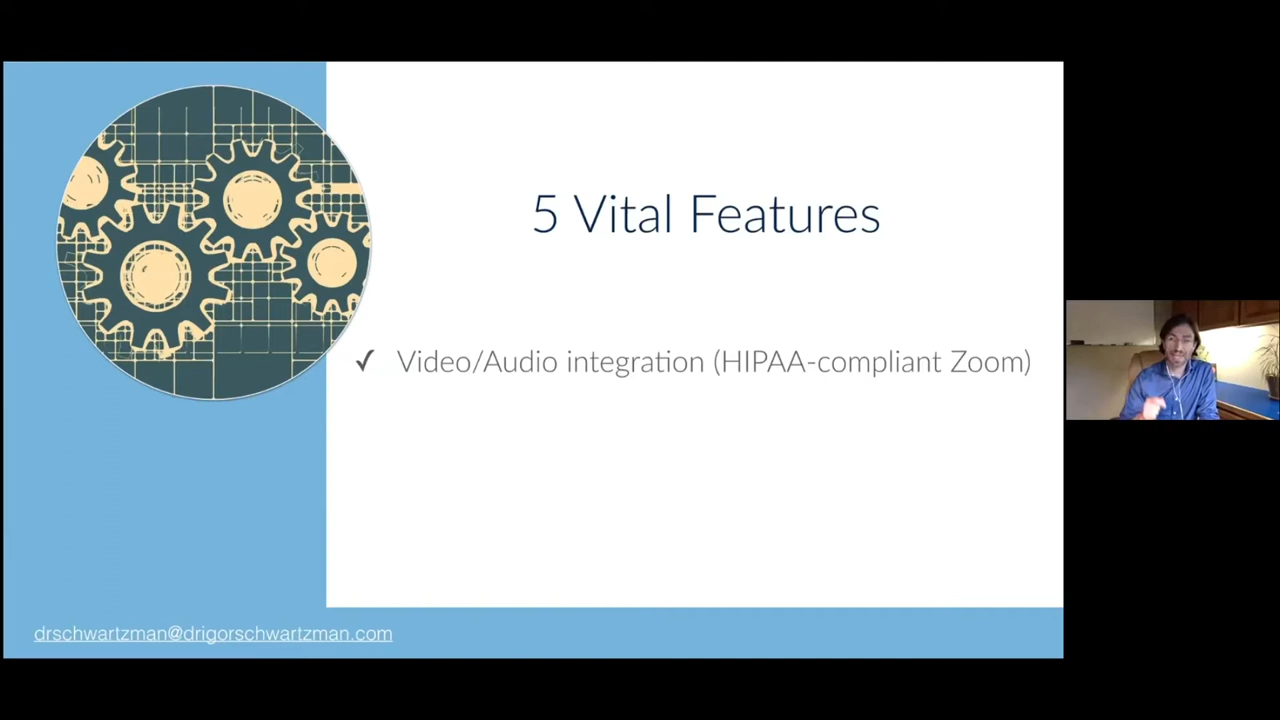 5 Vital Features
✓ Video/Audio integration (HIPAA-compliant Zoom)
drschwartzman@drigorschwartzman.com